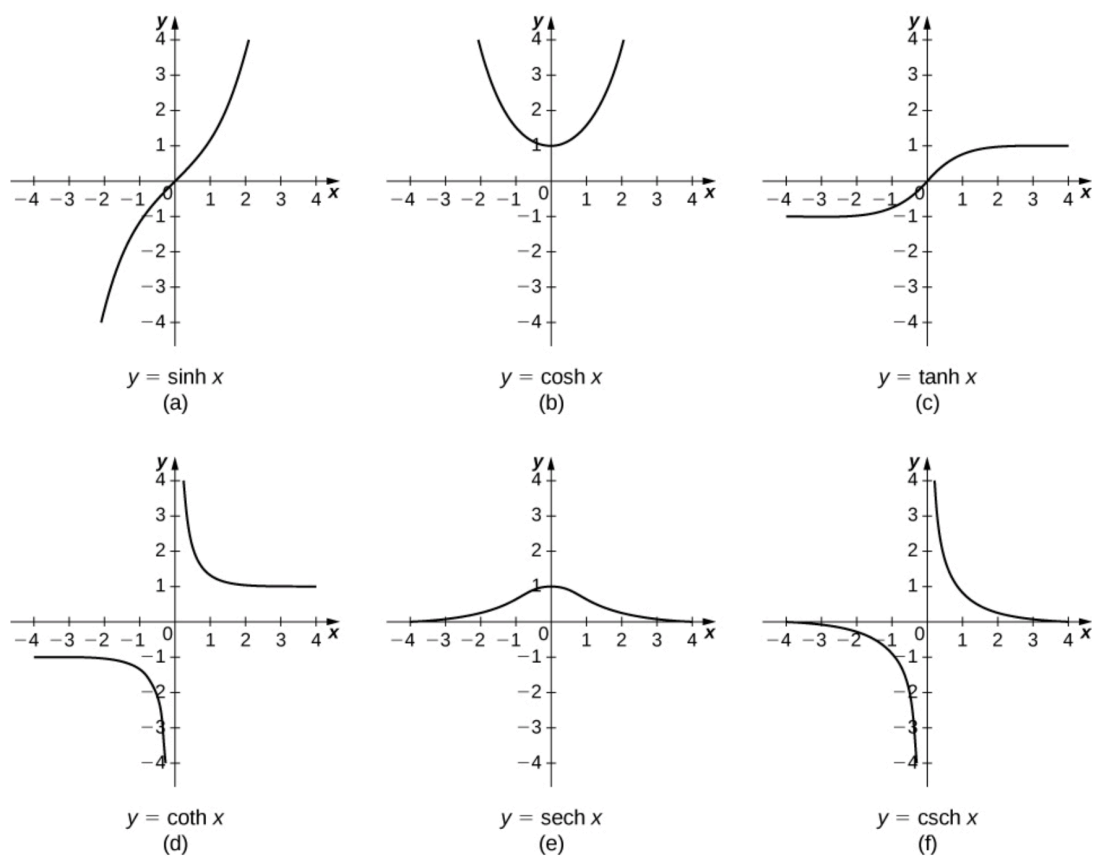 y
4
3
2
1
−4 −3 −2 −1 0 1 2 3 4 x
−1
−2
−3
−4
y = sinh x
(a)
y
4
3
2
1
−4 −3 −2 −1 0 1 2 3 4 x
−1
−2
−3
−4
y = cosh x
(b)
y
4
3
2
1
−4 −3 −2 −1 0 1 2 3 4 x
−1
−2
−3
−4
y = tanh x
(c)
y
4
3
2
1
−4 −3 −2 −1 0 1 2 3 4 x
−1
−2
−3
−4
y = coth x
(d)
y
4
3
2
1
−4 −3 −2 −1 0 1 2 3 4 x
−1
−2
−3
−4
y = sech x
(e)
y
4
3
2
1
−4 −3 −2 −1 0 1 2 3 4 x
−1
−2
−3
−4
y = csch x
(f)